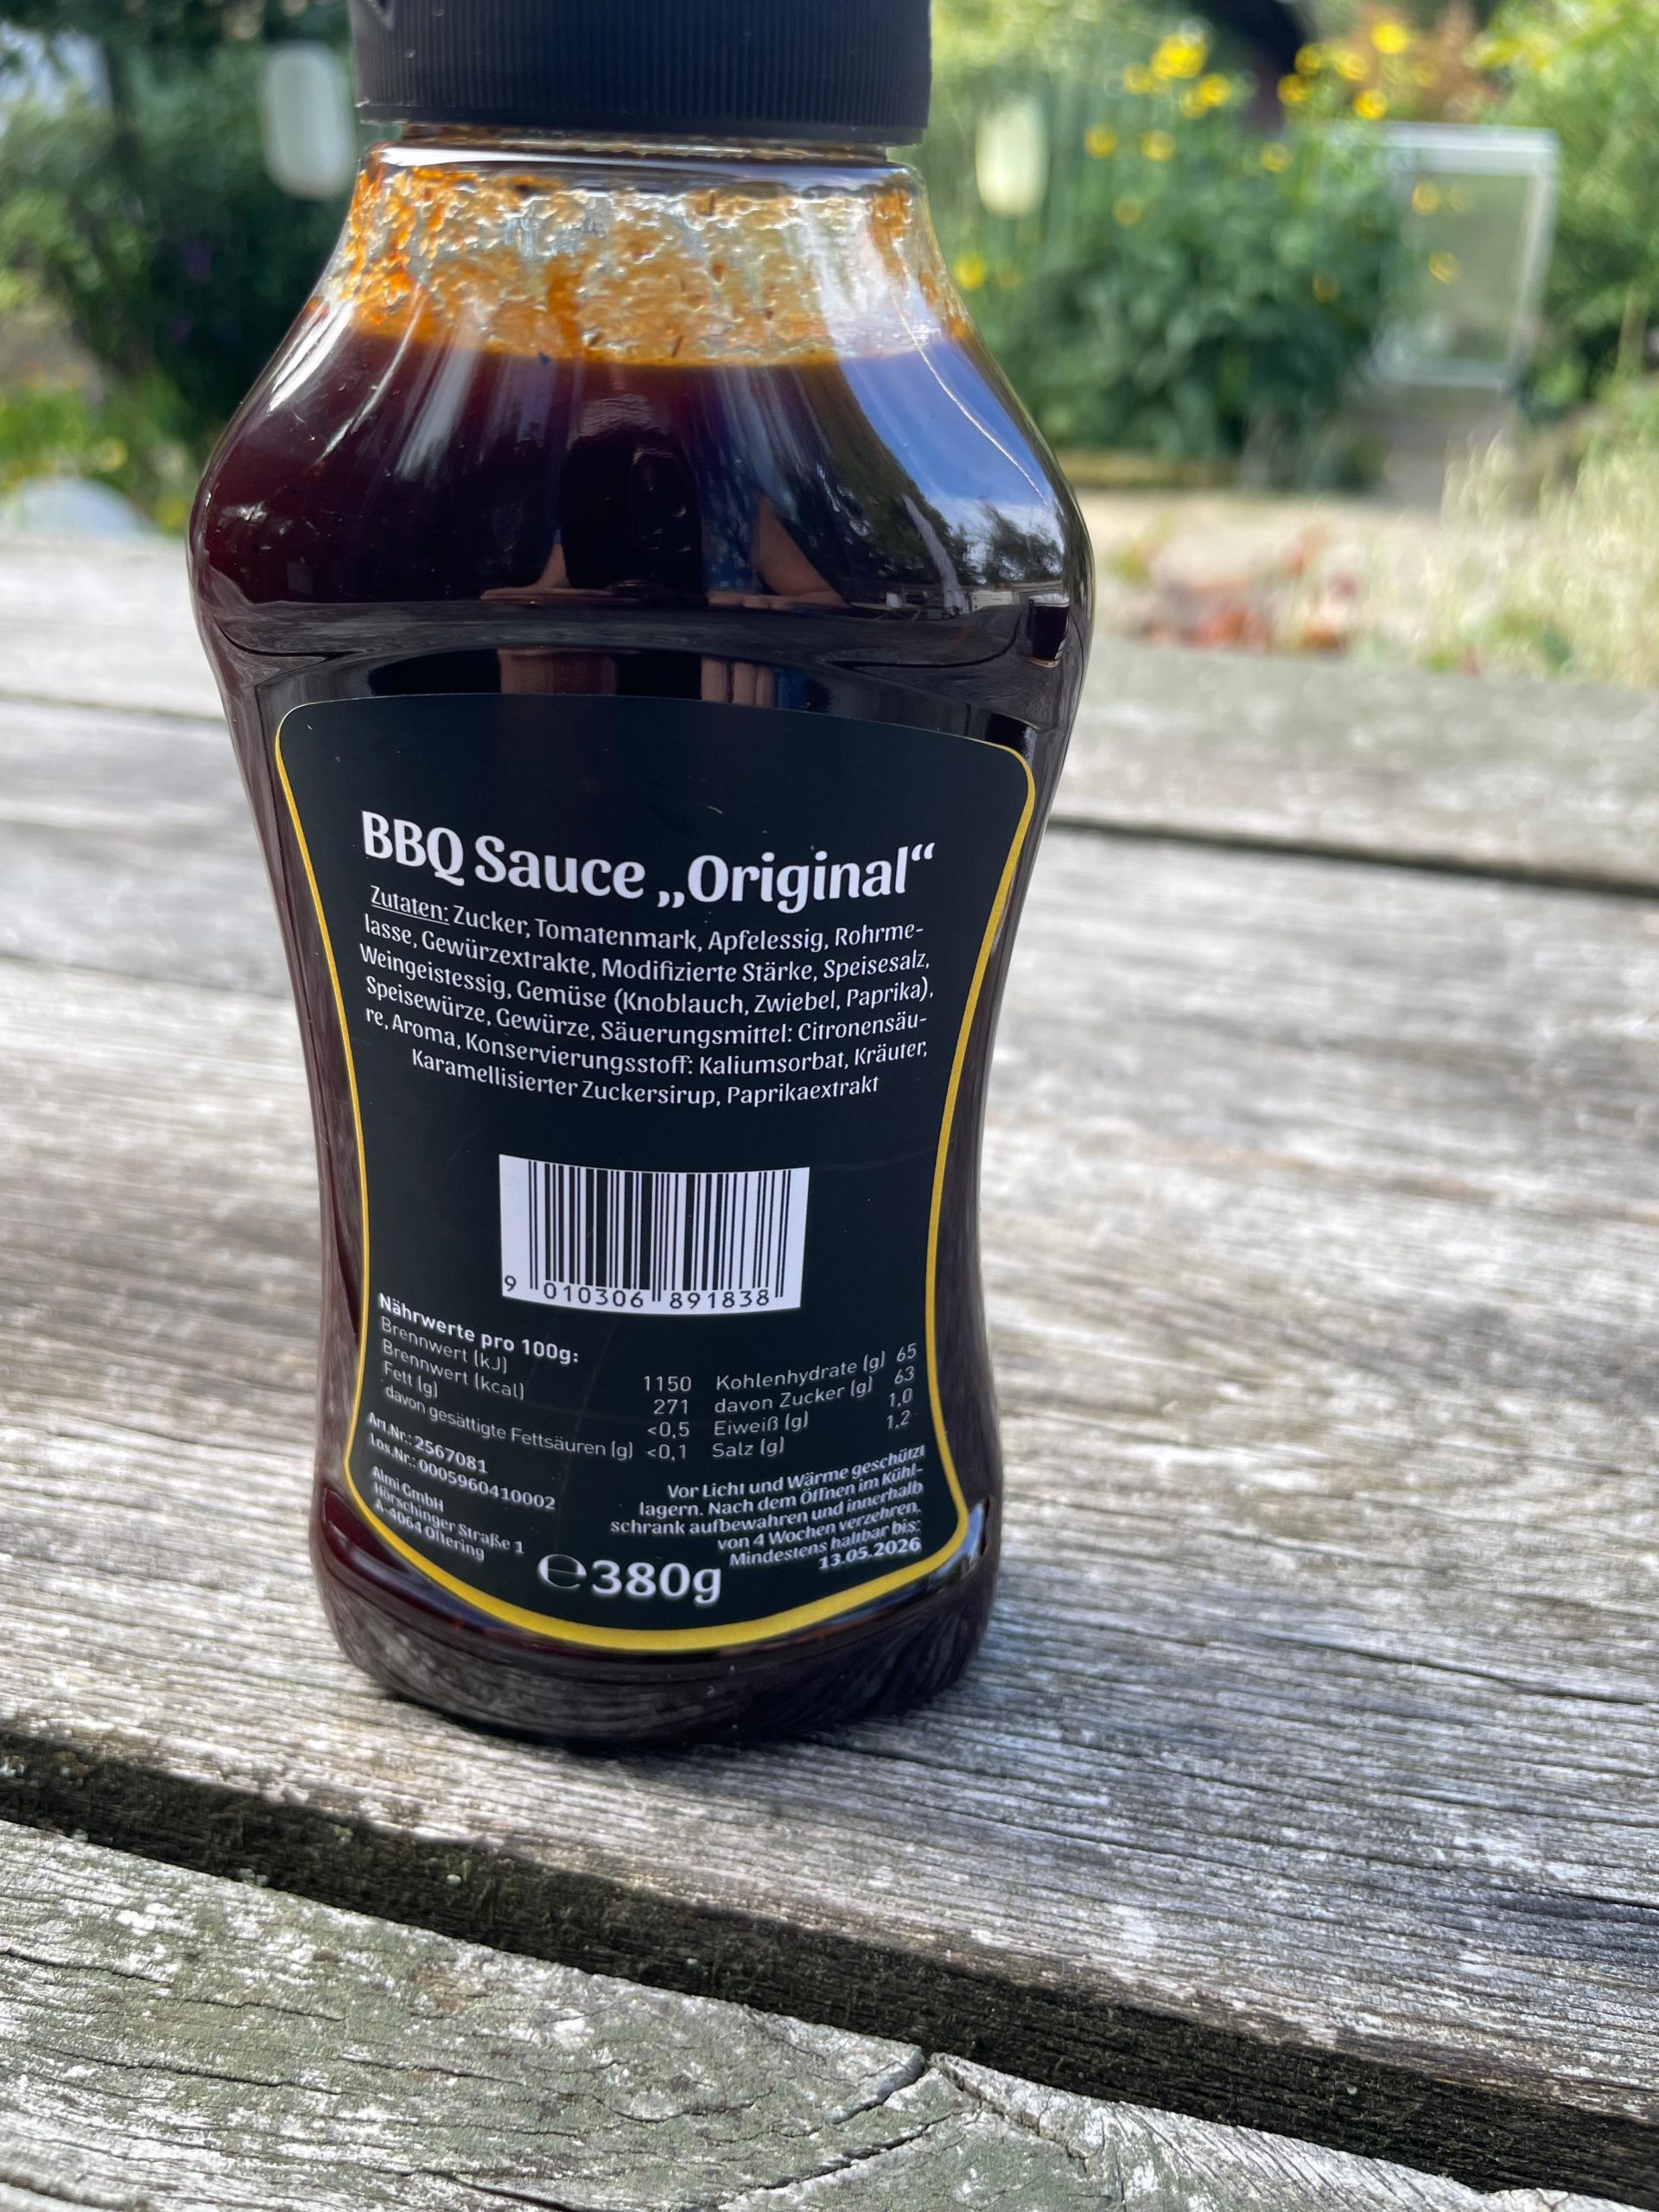 BBQ Sauce „Original“
Zutaten: Zucker, Tomatenmark, Apfelessig, Rohrme-
lasse, Gewürzextrakte, Modifizierte Stärke, Speisesalz,
Weingeistessig, Gemüse (Knoblauch, Zwiebel, Paprika),
Speisewürze, Gewürze, Säuerungsmittel: Citronensäu-
re, Aroma, Konservierungsstoff: Kaliumsorbat, Kräuter,
Karamellisierter Zuckersirup, Paprikaextrakt
9 010306 891838
Nährwerte pro 100g:
Brennwert (kJ) 1150 Kohlenhydrate (g) 65
Brennwert (kcal) 271 davon Zucker (g) 63
Fett (g) <0,5 Eiweiß (g) 1,0
davon gesättigte Fettsäuren (g) <0,1 Salz (g) 1,2
Art.Nr.: 2567081
Los.Nr.: 0005960410002
Almi GmbH
Hörschinger Straße 1
A-4064 Oftering
℮380g
Vor Licht und Wärme geschützt
lagern. Nach dem Öffnen im Kühl-
schrank aufbewahren und innerhalb
von 4 Wochen verzehren.
Mindestens haltbar bis:
13.05.2026